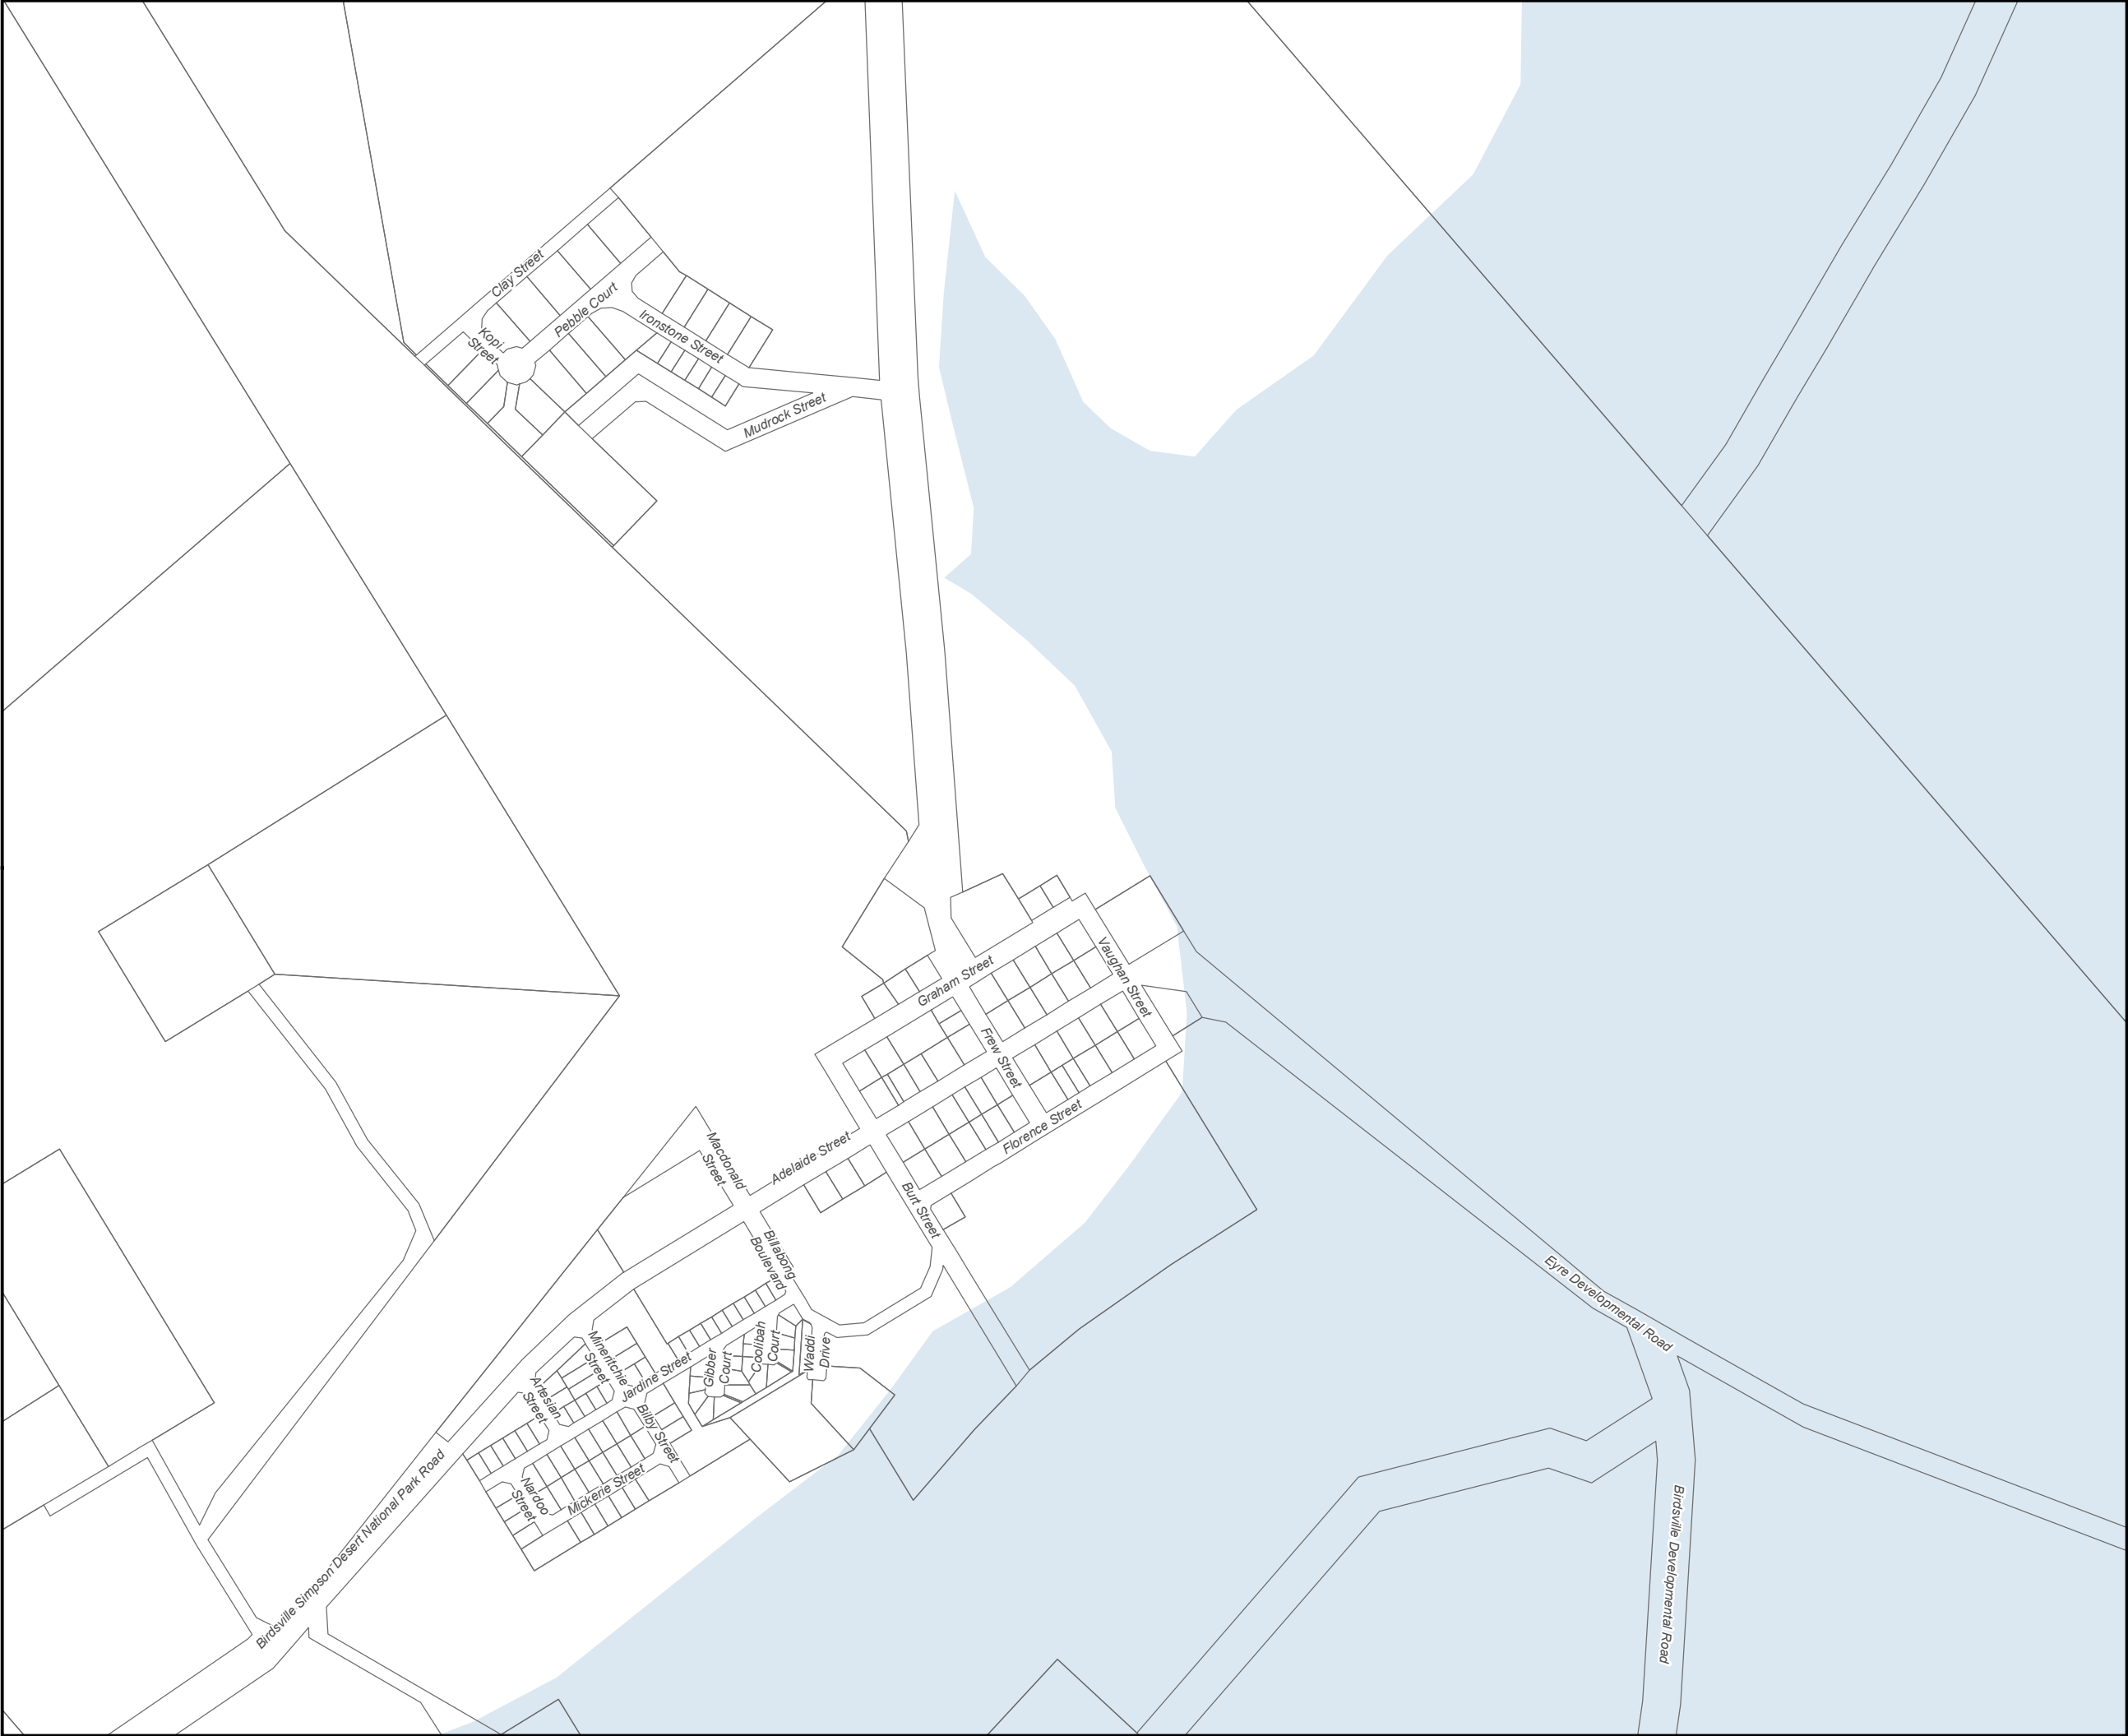 Clay Street
Kopi
Street
Pebble Court
Ironstone Street
Mudrock Street
Vaughan Street
Graham Street
Frew Street
Florence Street
Macdonald
Street
Adelaide Street
Burt Street
Billabong
Boulevard
Eyre Developmental Road
Mineritchie
Street
Jardine Street
Gibber
Court
Coolibah
Court
Waddi
Drive
Artesian
Street
Bilby Street
Nardoo
Street
Mickerie Street
Birdsville Simpson Desert National Park Road
Birdsville Developmental Road